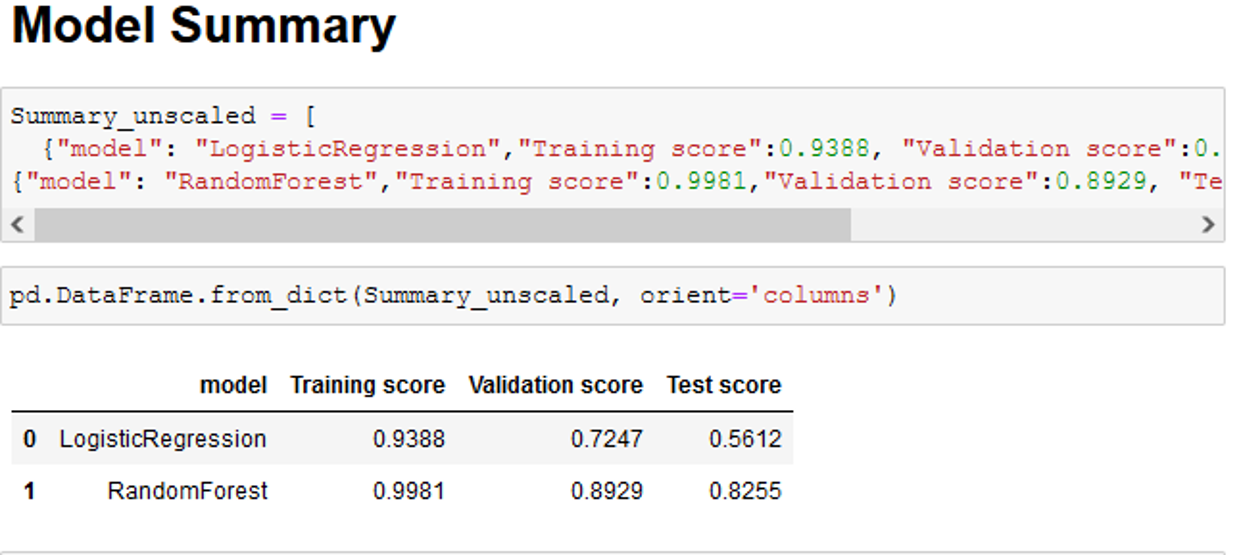 Model Summary
Summary_unscaled = [
{"model": "LogisticRegression","Training score":0.9388, "Validation score":0.
{"model": "RandomForest","Training score":0.9981,"Validation score":0.8929, "Te
pd.DataFrame.from_dict(Summary_unscaled, orient='columns')
model Training score Validation score Test score
0 LogisticRegression 0.9388 0.7247 0.5612
1 RandomForest 0.9981 0.8929 0.8255